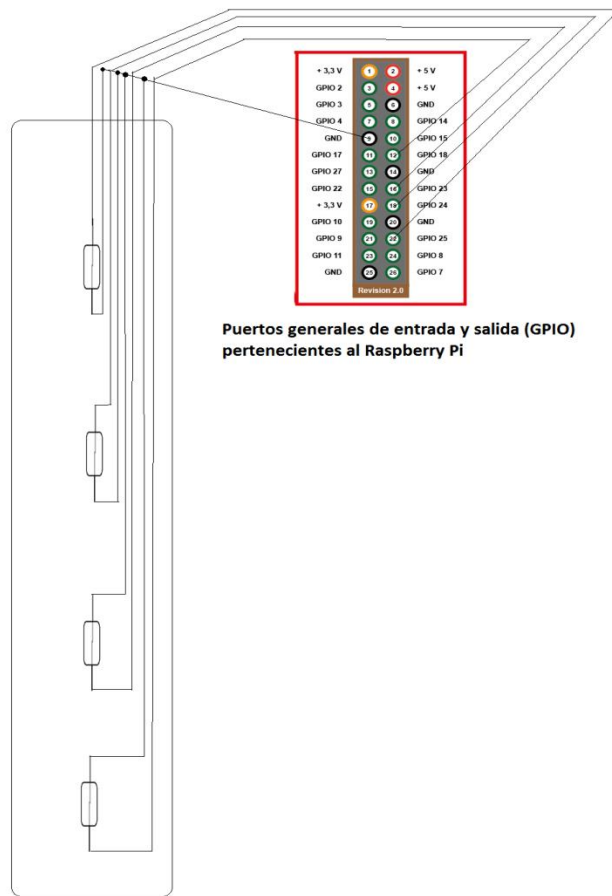 + 3,3 V 1 2 + 5 V
GPIO 2 3 4 + 5 V
GPIO 3 5 6 GND
GPIO 4 7 8 GPIO 14
GND 9 10 GPIO 15
GPIO 17 11 12 GPIO 18
GPIO 27 13 14 GND
GPIO 22 15 16 GPIO 23
+ 3,3 V 17 GPIO 24
GPIO 10 19 20 GND
GPIO 9 21 GPIO 25
GPIO 11 23 24 GPIO 8
GND 25 26 GPIO 7
Revision 2.0
Puertos generales de entrada y salida (GPIO)
pertenecientes al Raspberry Pi